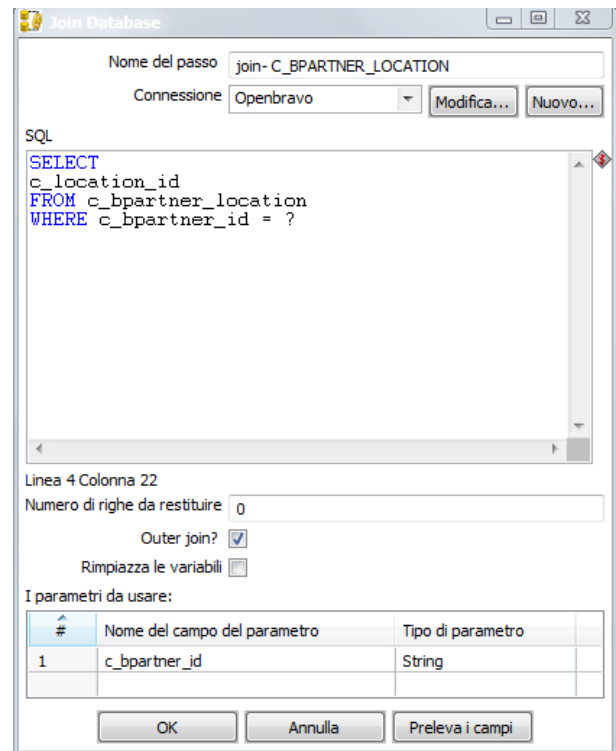 Join Database
Nome del passo join- C_BPARTNER_LOCATION
Connessione Openbravo Modifica... Nuovo...
SQL
SELECT
c_location_id
FROM c_bpartner_location
WHERE c_bpartner_id = ?
Linea 4 Colonna 22
Numero di righe da restituire 0
Outer join?
Rimpiazza le variabili
I parametri da usare:
# Nome del campo del parametro Tipo di parametro
1 c_bpartner_id String
OK Annulla Preleva i campi